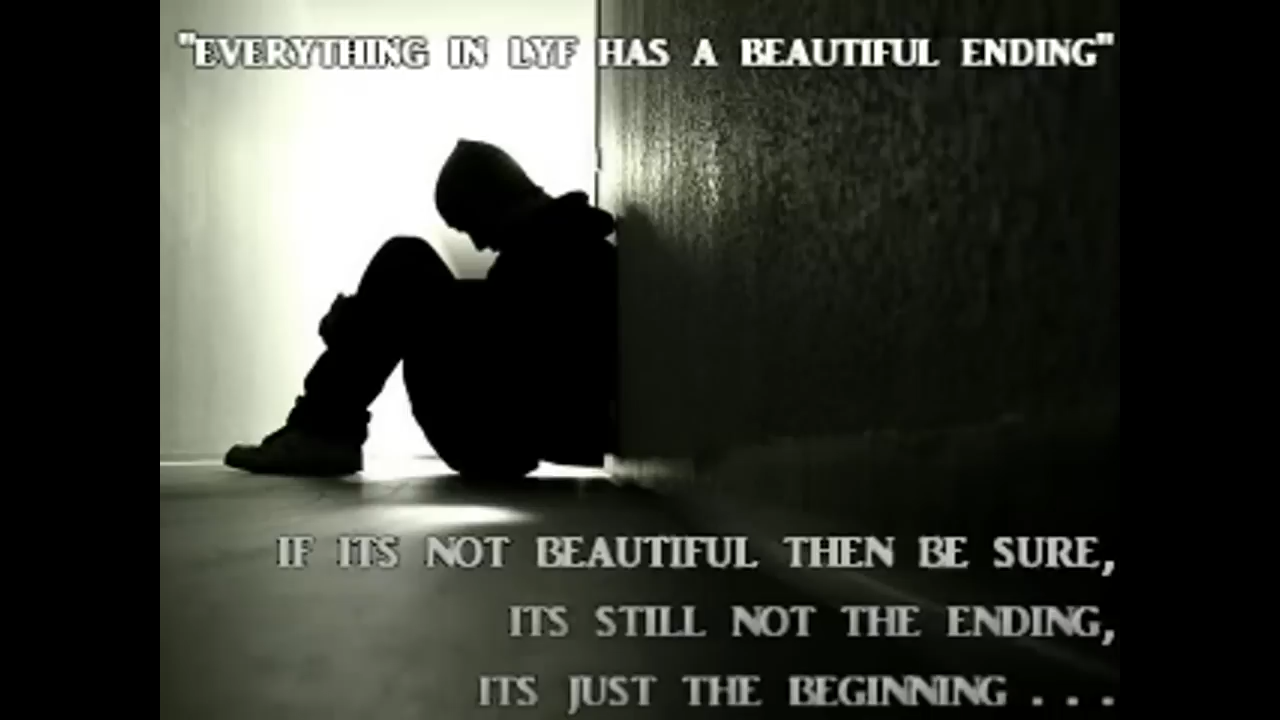 "EVERYTHING IN LYF HAS A BEAUTIFUL ENDING"
IF ITS NOT BEAUTIFUL THEN BE SURE,
ITS STILL NOT THE ENDING,
ITS JUST THE BEGINNING . . .